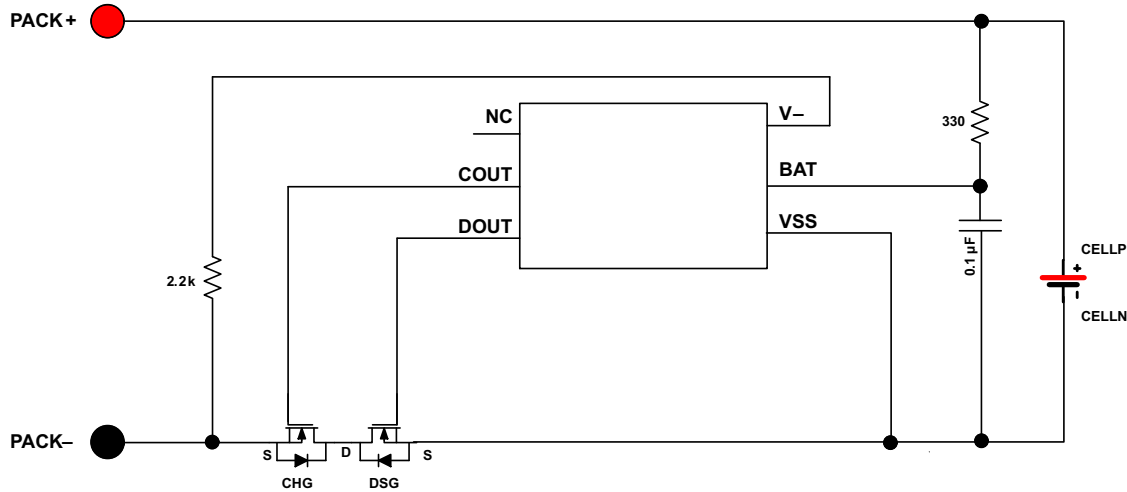 PACK+
NC
V–
330
COUT
BAT
DOUT
VSS
0.1 µF
CELLP
+
-
CELLN
2.2k
PACK–
S
D
S
CHG
DSG